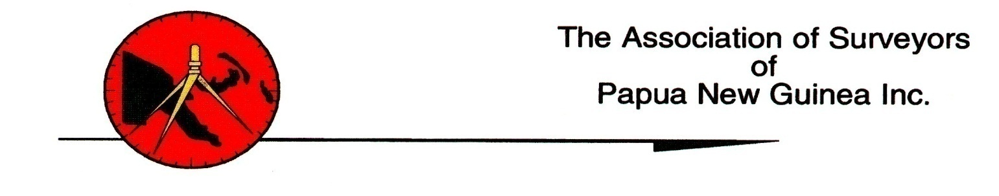 The Association of Surveyors
of
Papua New Guinea Inc.